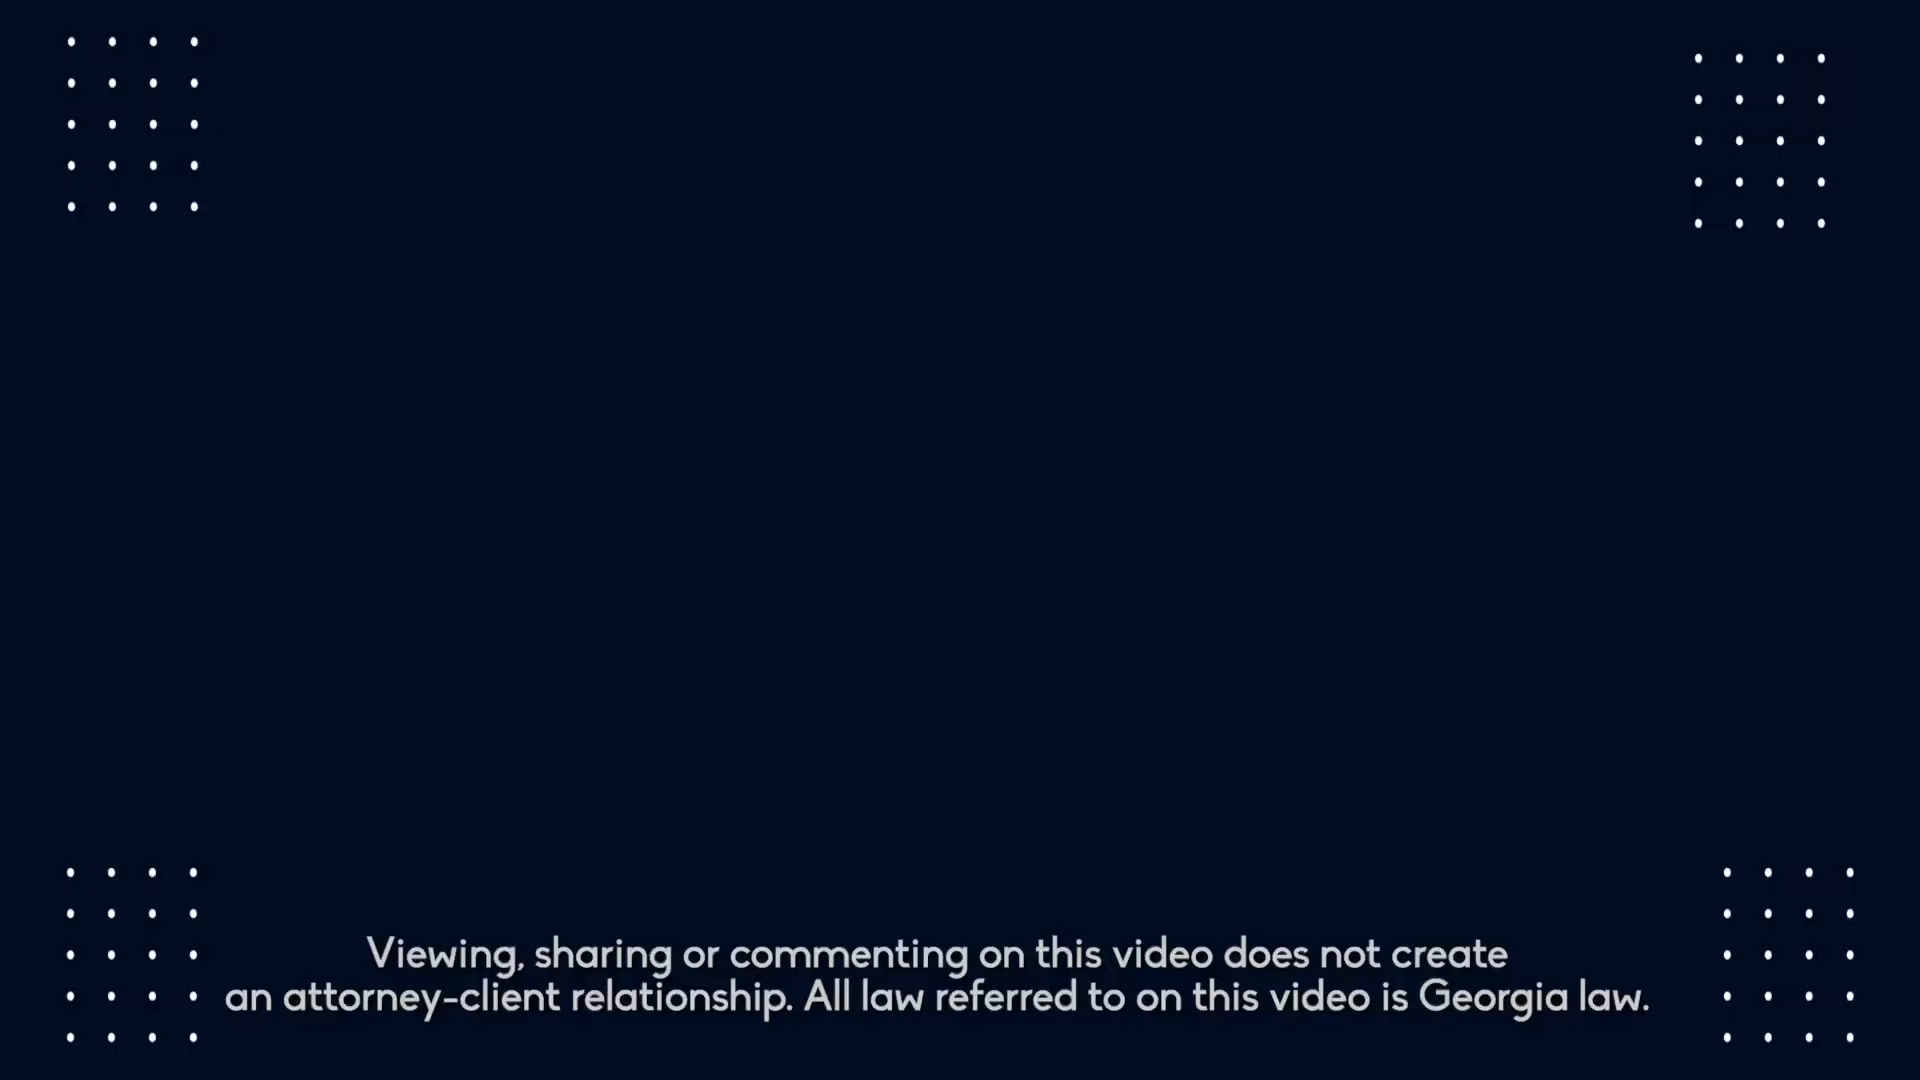 Viewing, sharing or commenting on this video does not create
an attorney-client relationship. All law referred to on this video is Georgia law.